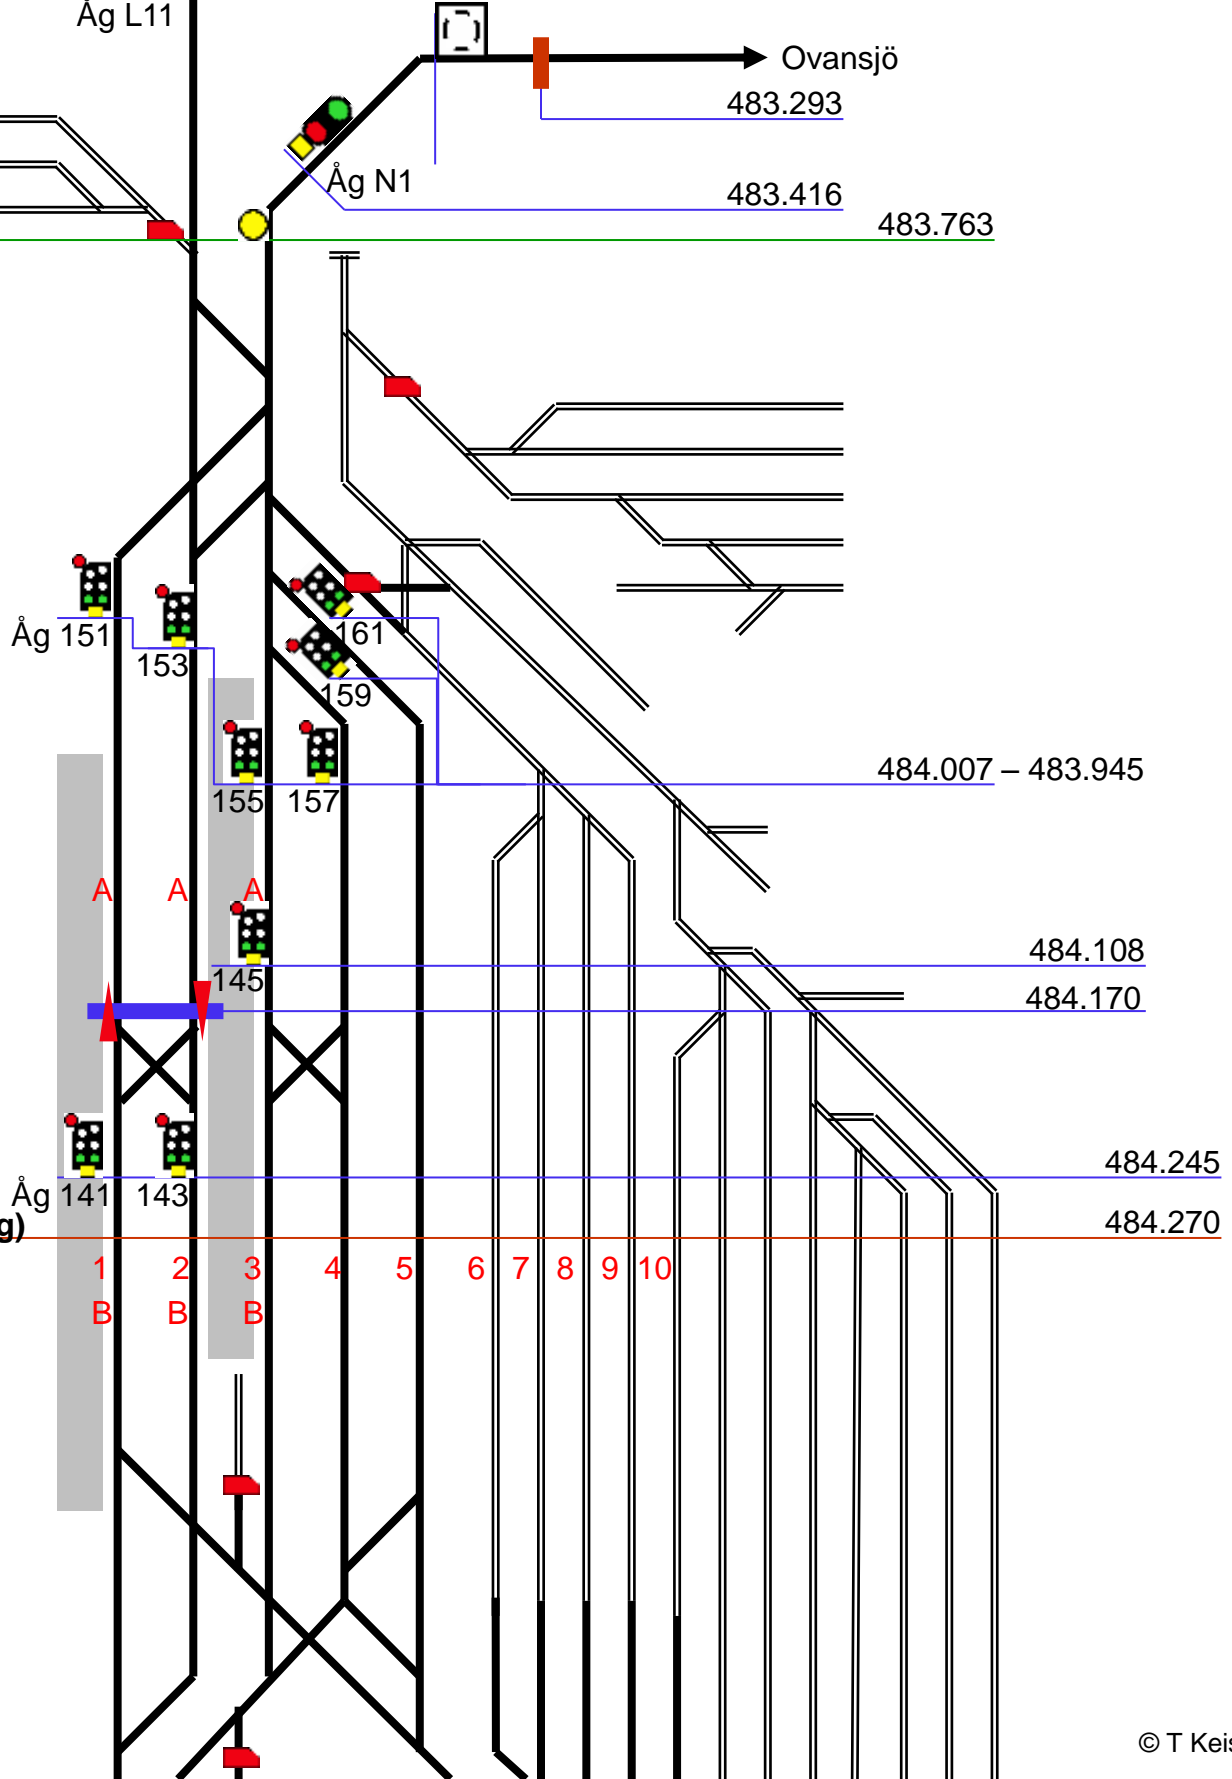 Åg L11
Ovansjö
483.293
Åg N1
483.416
483.763
Åg 151
161
153
159
484.007 – 483.945
155
157
A
A
A
484.108
145
484.170
484.245
Åg 141
143
g)
484.270
1
2
3
4
5
6
7
8
9
10
B
B
B
© T Keis